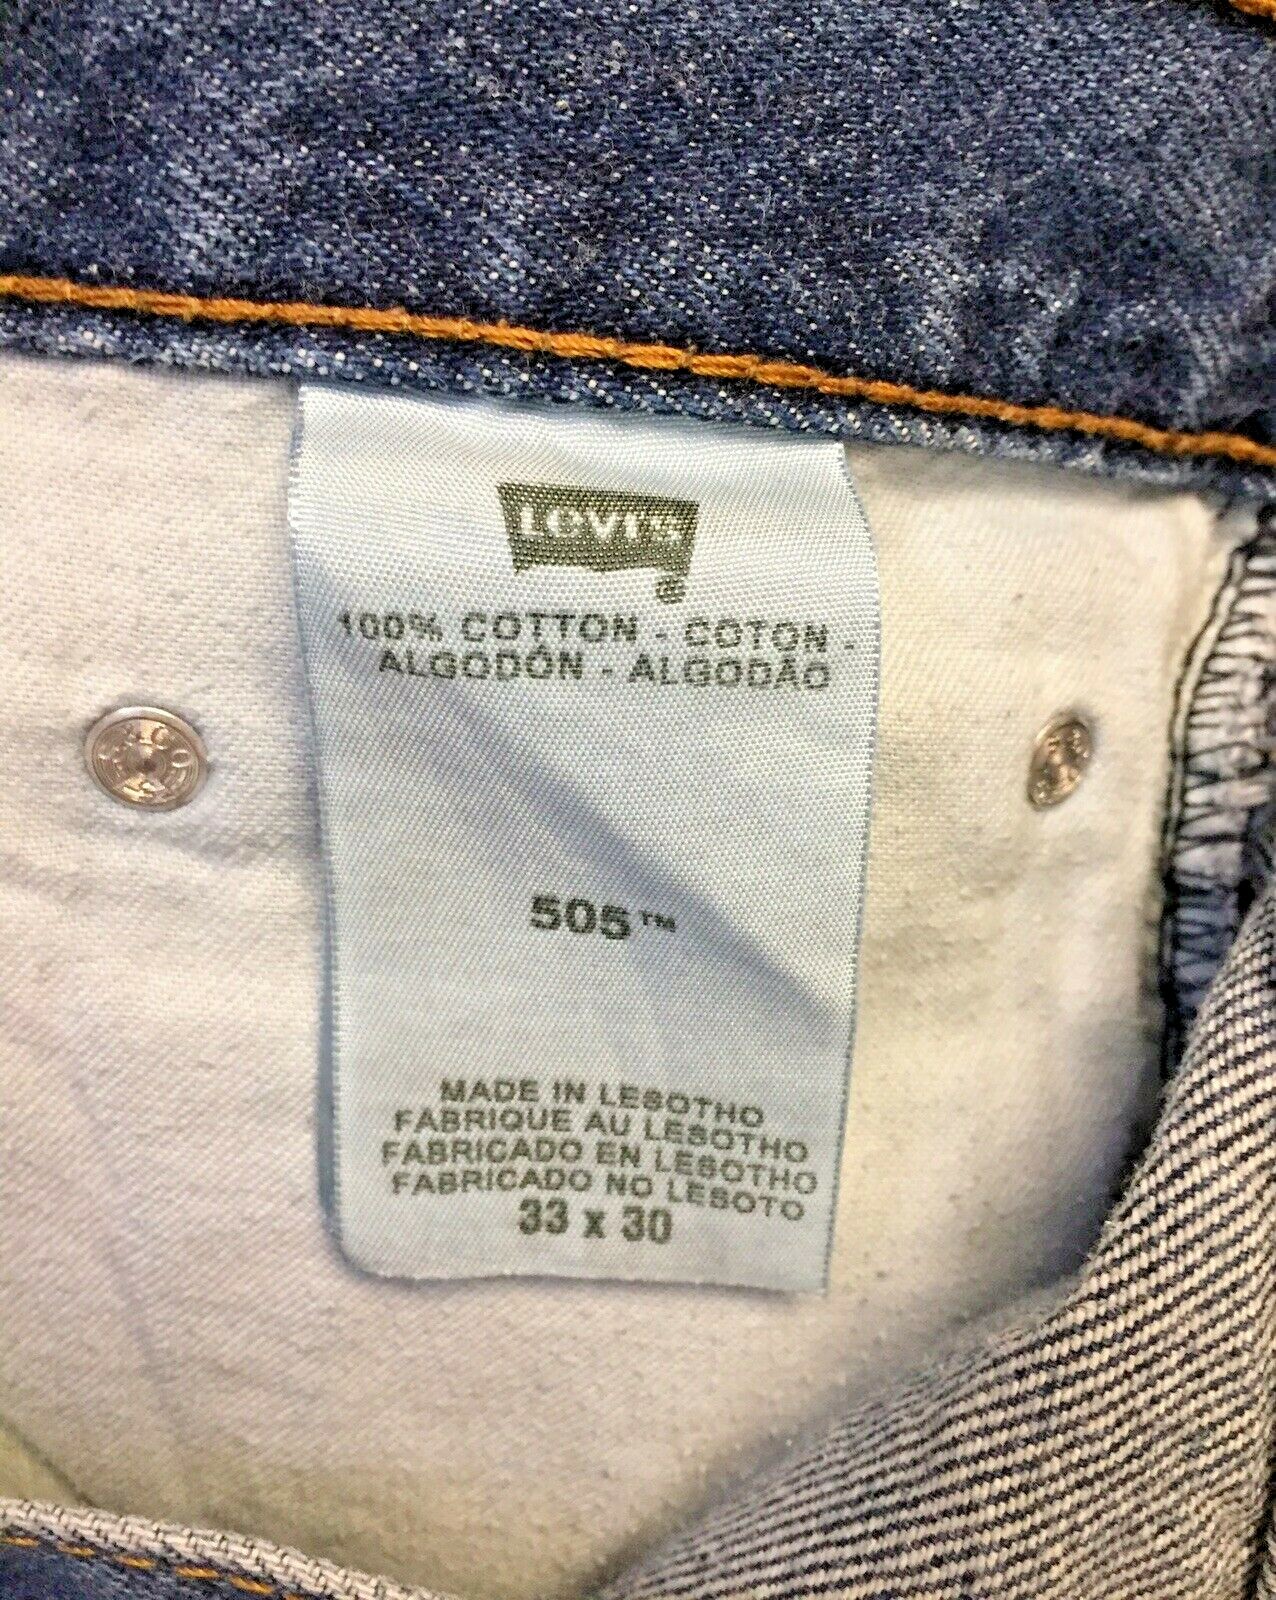 LEVI'S
®
100% COTTON - COTON -
ALGODÓN - ALGODÃO
505™
MADE IN LESOTHO
FABRIQUE AU LESOTHO
FABRICADO EN LESOTHO
FABRICADO NO LESOTO
33 x 30